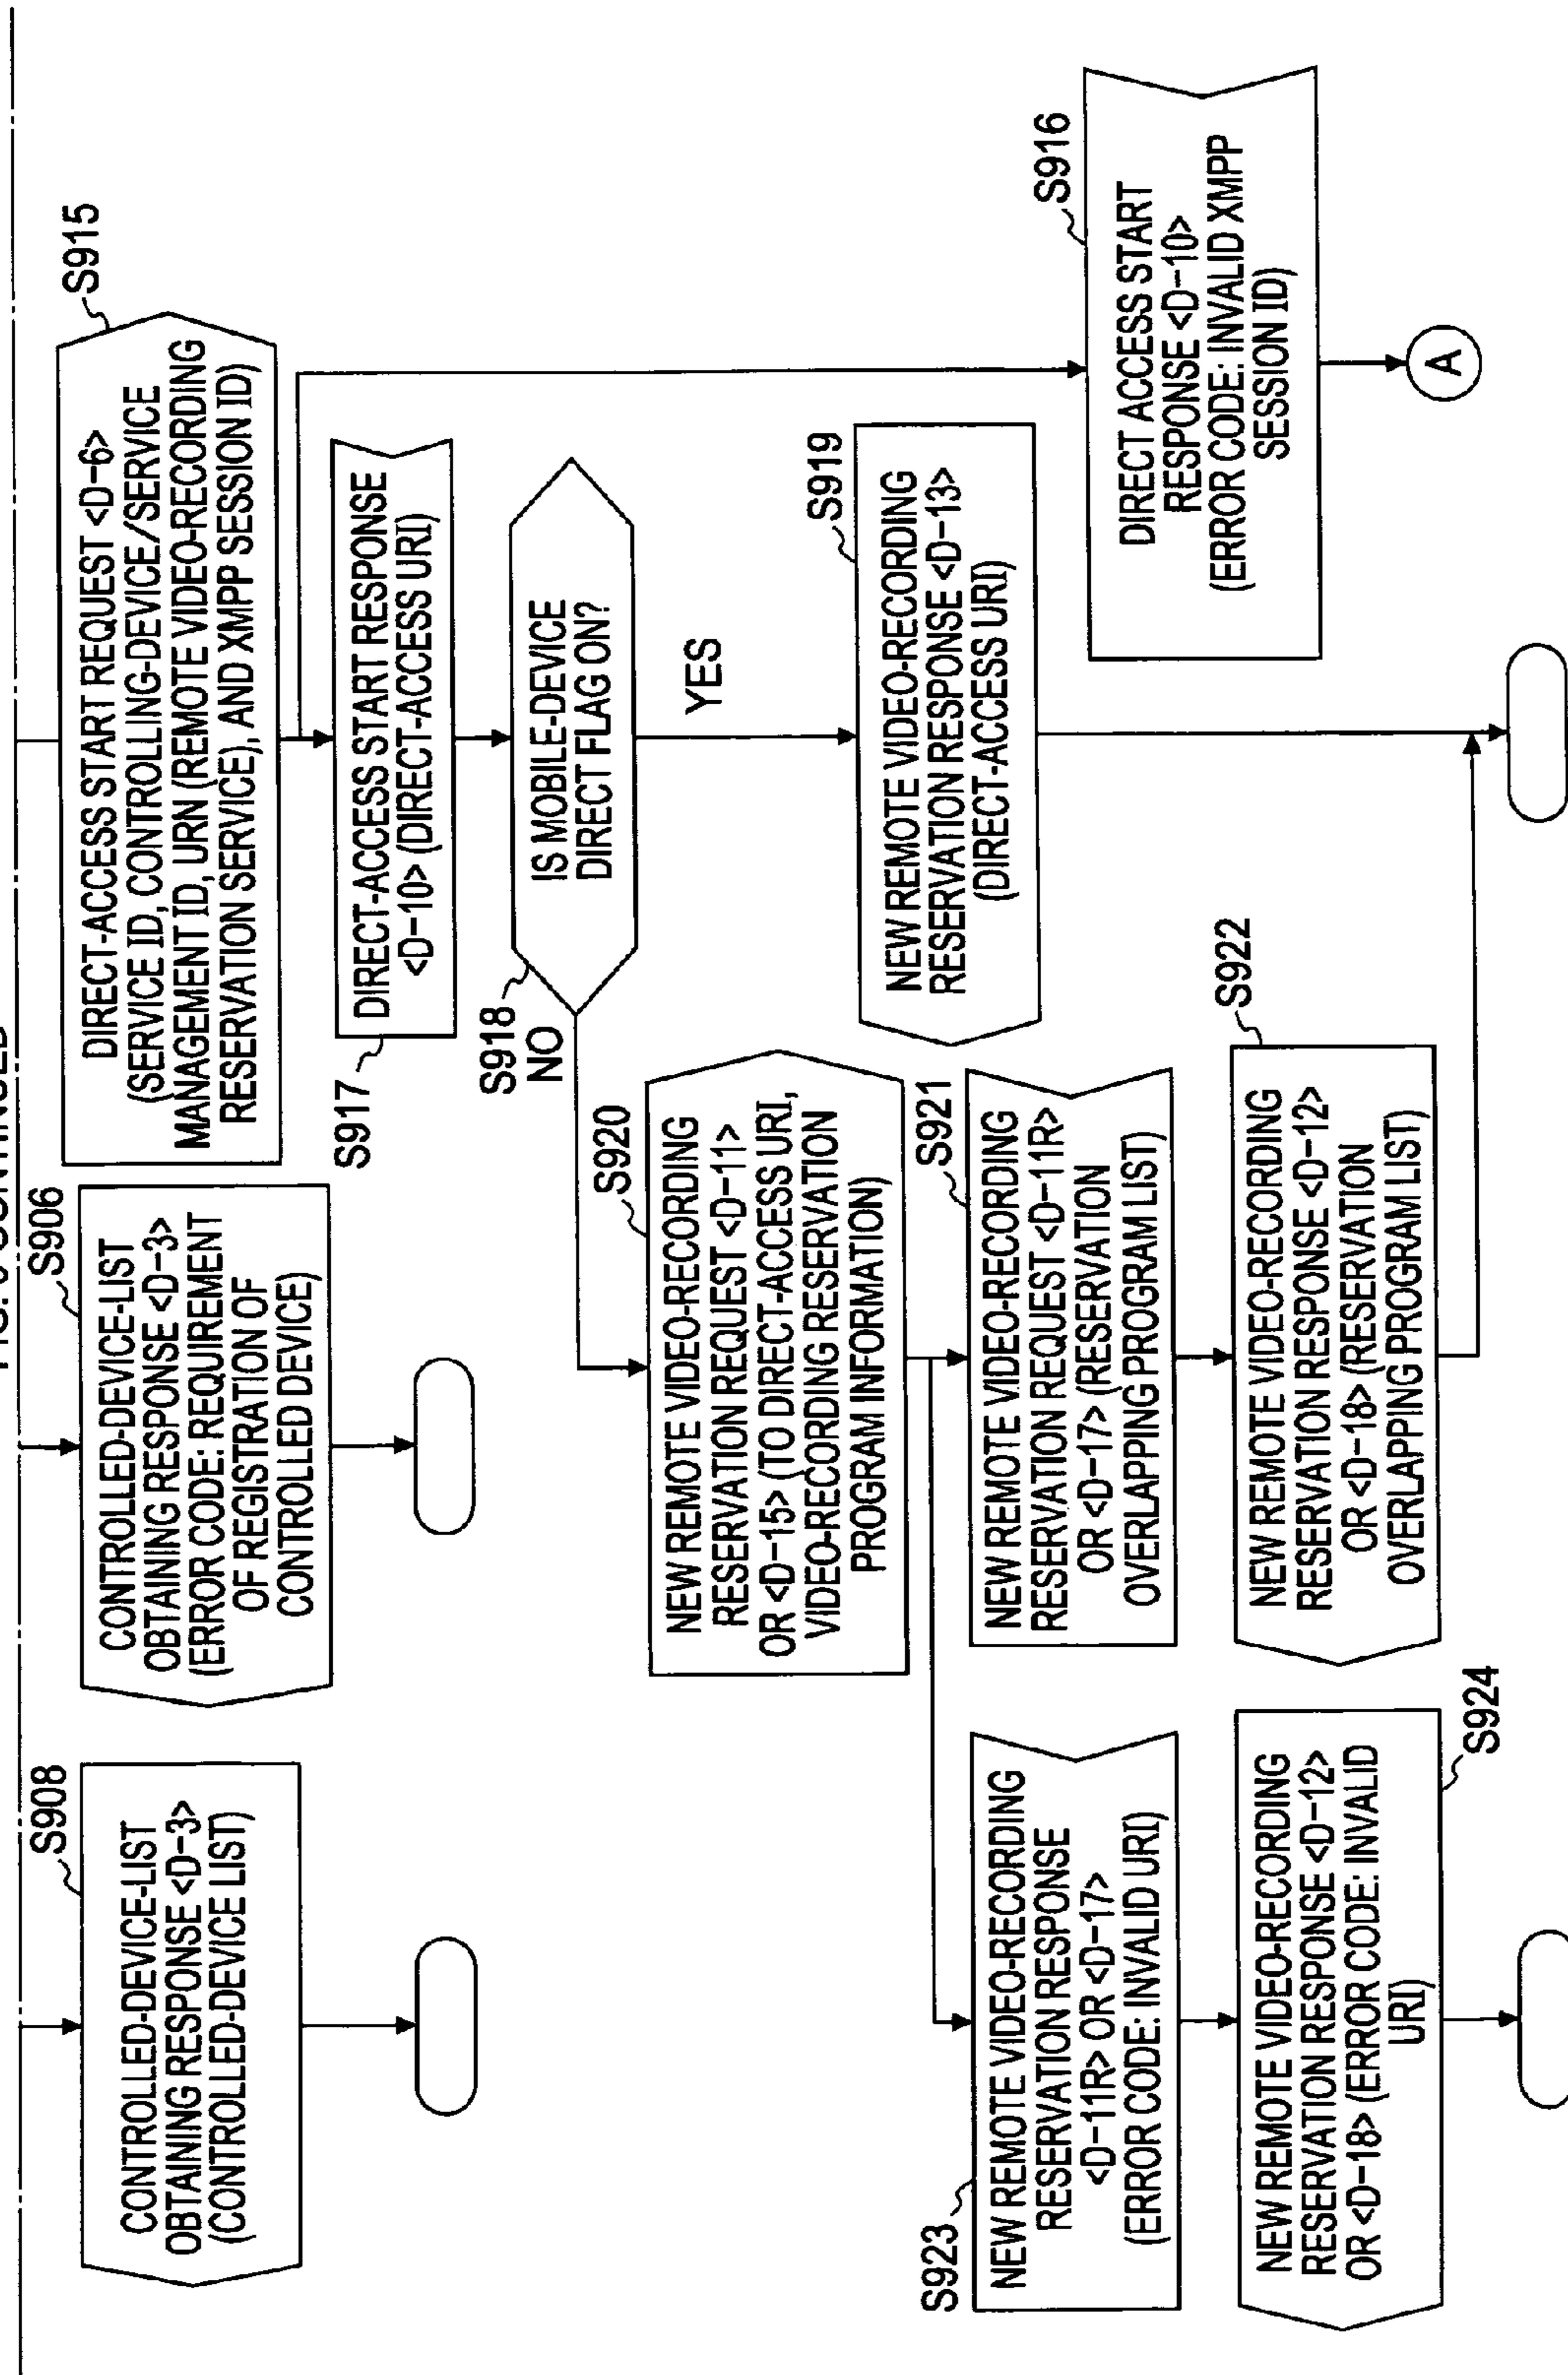 S908
CONTROLLED-DEVICE-LIST
OBTAINING RESPONSE <D-3>
(CONTROLLED-DEVICE LIST)
S906
CONTROLLED-DEVICE-LIST
OBTAINING RESPONSE <D-3>
(ERROR CODE: REQUIREMENT
OF REGISTRATION OF
CONTROLLED DEVICE)
S915
DIRECT-ACCESS START REQUEST <D-6>
(SERVICE ID, CONTROLLING-DEVICE/SERVICE
MANAGEMENT ID, URN (REMOTE VIDEO-RECORDING
RESERVATION SERVICE), AND XMPP SESSION ID)
S917
DIRECT-ACCESS START RESPONSE
<D-10> (DIRECT-ACCESS URI)
S918
NO
IS MOBILE-DEVICE
DIRECT FLAG ON?
YES
S920
NEW REMOTE VIDEO-RECORDING
RESERVATION REQUEST <D-11>
OR <D-15> (TO DIRECT-ACCESS URI,
VIDEO-RECORDING RESERVATION
PROGRAM INFORMATION)
S919
NEW REMOTE VIDEO-RECORDING
RESERVATION RESPONSE <D-13>
(DIRECT-ACCESS URI)
S916
DIRECT ACCESS START
RESPONSE <D-10>
(ERROR CODE: INVALID XMPP
SESSION ID)
A
S923
NEW REMOTE VIDEO-RECORDING
RESERVATION RESPONSE
<D-11R> OR <D-17>
(ERROR CODE: INVALID URI)
S921
NEW REMOTE VIDEO-RECORDING
RESERVATION REQUEST <D-11R>
OR <D-17> (RESERVATION
OVERLAPPING PROGRAM LIST)
S924
NEW REMOTE VIDEO-RECORDING
RESERVATION RESPONSE <D-12>
OR <D-18> (ERROR CODE: INVALID
URI)
S922
NEW REMOTE VIDEO-RECORDING
RESERVATION RESPONSE <D-12>
OR <D-18> (RESERVATION
OVERLAPPING PROGRAM LIST)